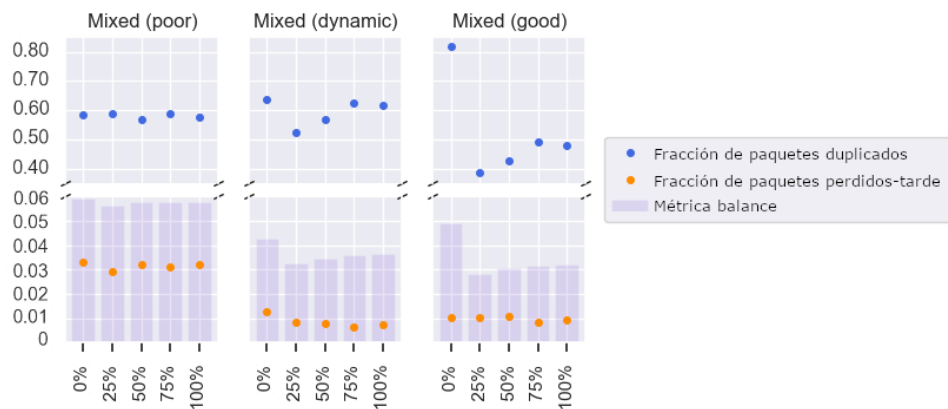 Mixed (poor) Mixed (dynamic) Mixed (good)
0.80
0.70
0.60
0.50
0.40
0.06
0.05
0.04
0.03
0.02
0.01
0
Fracción de paquetes duplicados
Fracción de paquetes perdidos-tarde
Métrica balance
0% 25% 50% 75% 100% 0% 25% 50% 75% 100% 0% 25% 50% 75% 100%